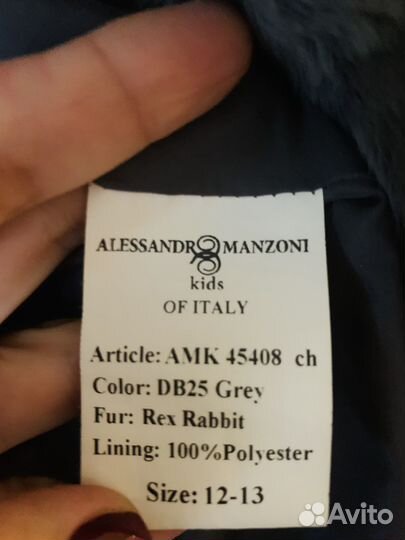 ALESSANDRO MANZONI
kids
OF ITALY
Article: AMK 45408 ch
Color: DB25 Grey
Fur: Rex Rabbit
Lining: 100%Polyester
Size: 12-13
Avito